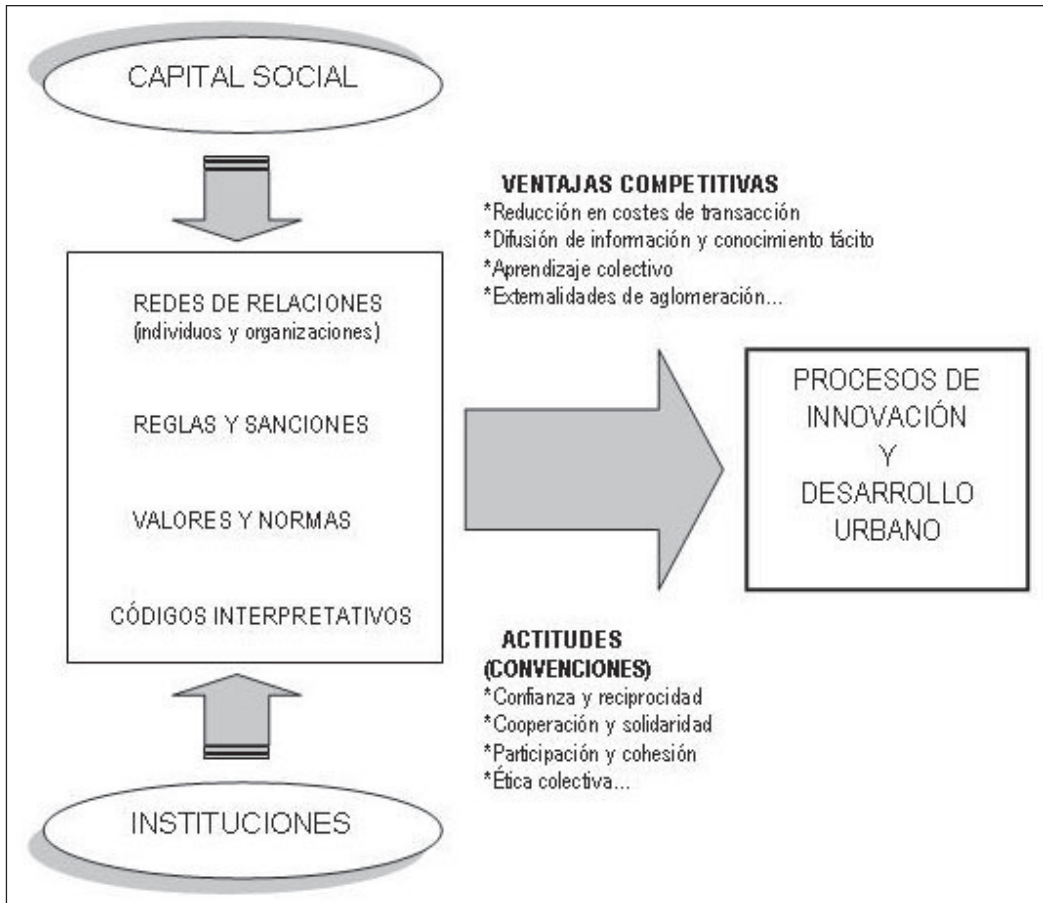 CAPITAL SOCIAL
VENTAJAS COMPETITIVAS
*Reducción en costes de transacción
*Difusión de información y conocimiento tácito
*Aprendizaje colectivo
*Externalidades de aglomeración...
REDES DE RELACIONES
(individuos y organizaciones)
REGLAS Y SANCIONES
VALORES Y NORMAS
CÓDIGOS INTERPRETATIVOS
PROCESOS DE
INNOVACIÓN
Y
DESARROLLO
URBANO
ACTITUDES
(CONVENCIONES)
*Confianza y reciprocidad
*Cooperación y solidaridad
*Participación y cohesión
*Ética colectiva...
INSTITUCIONES